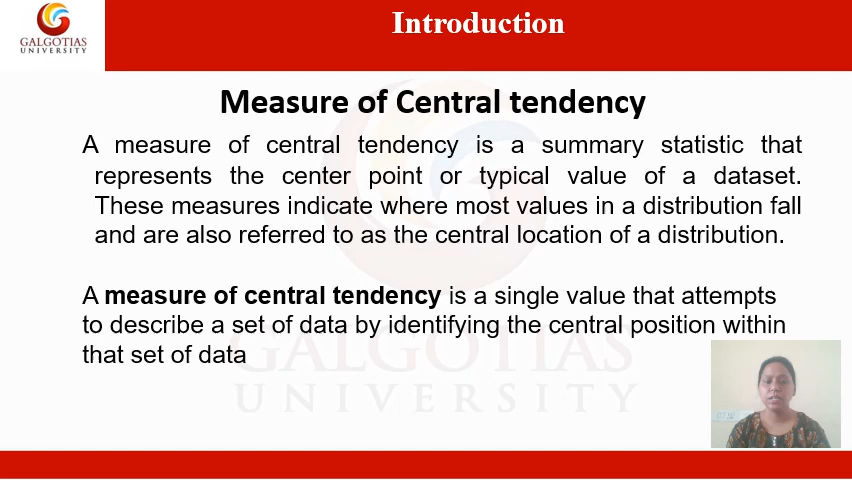 GALGOTIAS
UNIVERSITY
Introduction
Measure of Central tendency
A measure of central tendency is a summary statistic that
represents the center point or typical value of a dataset.
These measures indicate where most values in a distribution fall
and are also referred to as the central location of a distribution.
A measure of central tendency is a single value that attempts
to describe a set of data by identifying the central position within
that set of data
GALGOTIAS
UNIVERSITY